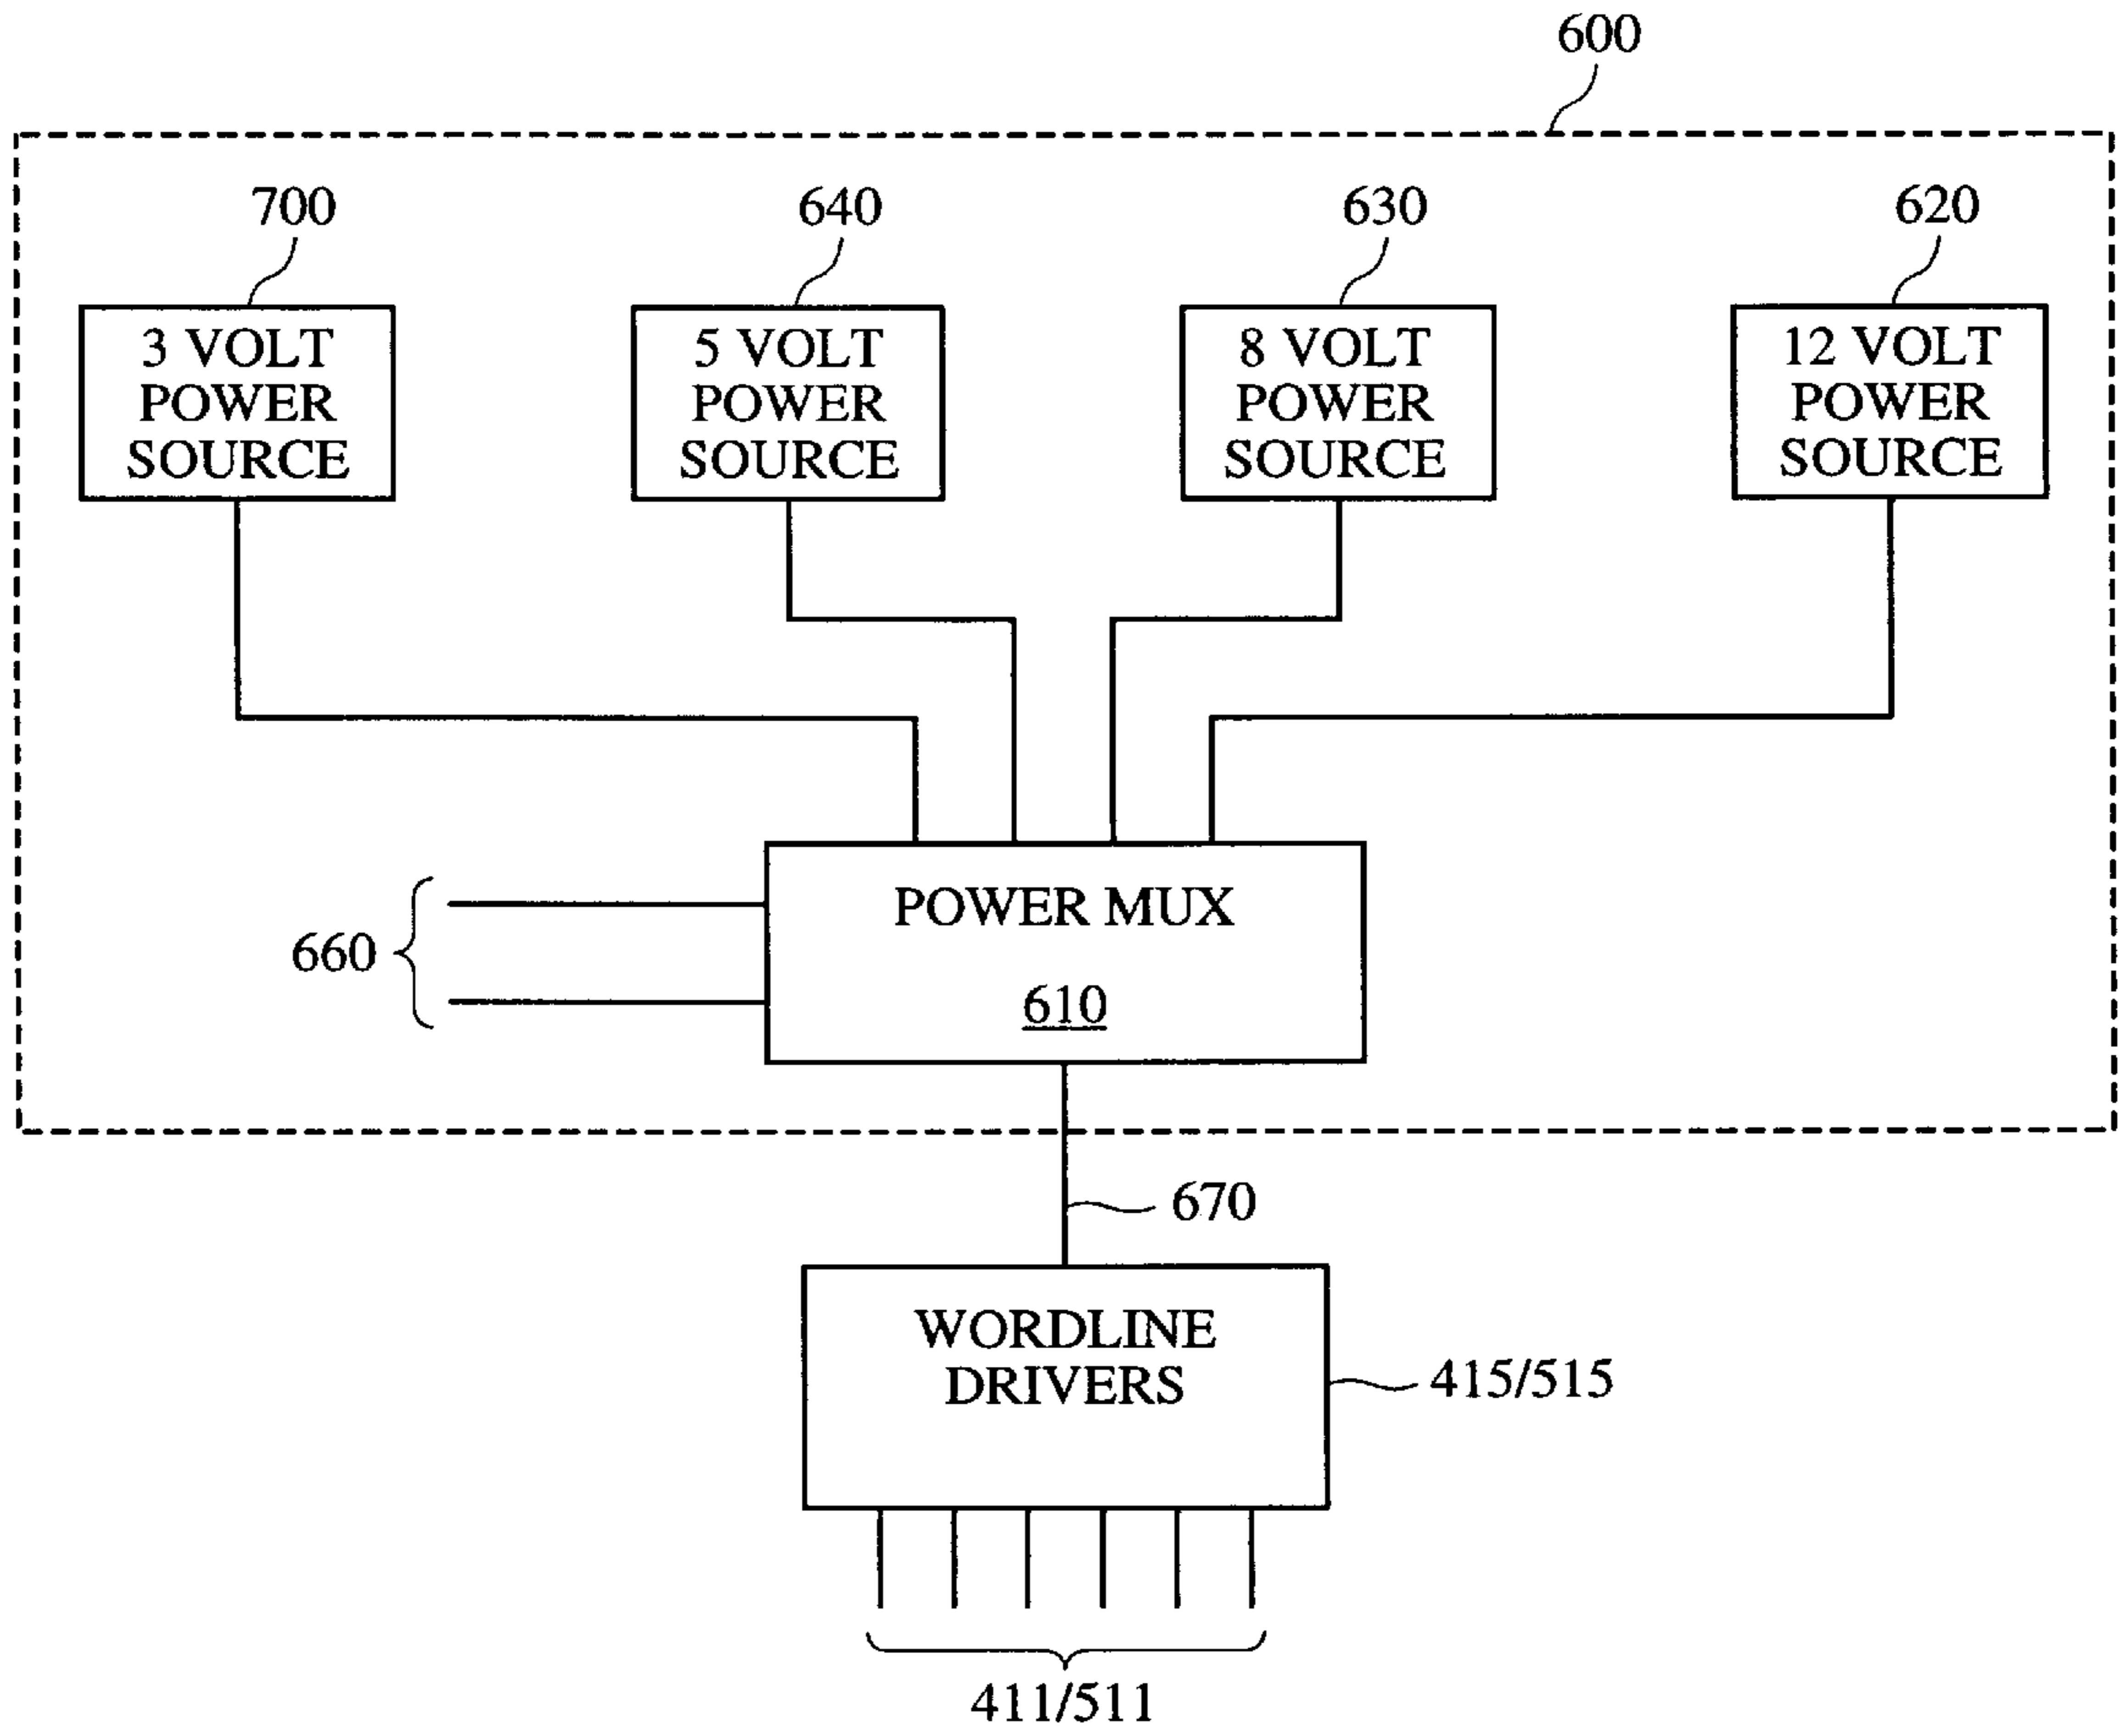 600
700
640
630
620
3 VOLT
POWER
SOURCE
5 VOLT
POWER
SOURCE
8 VOLT
POWER
SOURCE
12 VOLT
POWER
SOURCE
660
POWER MUX
610
670
WORDLINE
DRIVERS
415/515
411/511